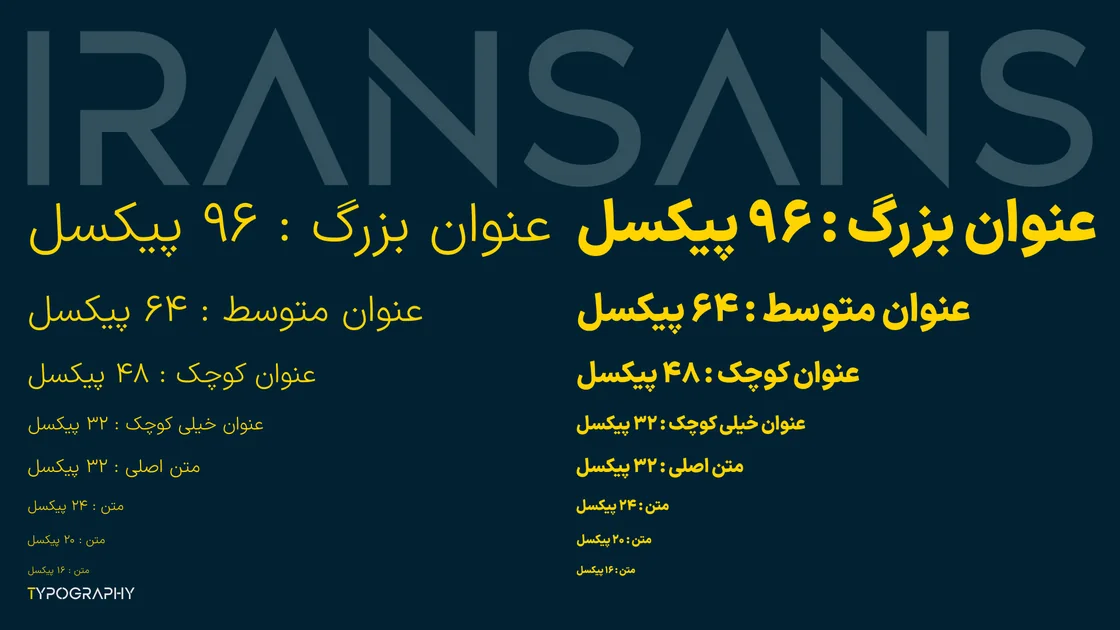 IRANSANS
عنوان بزرگ : ۹۶ پیکسل
عنوان بزرگ : ۹۶ پیکسل
عنوان متوسط : ۶۴ پیکسل
عنوان متوسط : ۶۴ پیکسل
عنوان کوچک : ۴۸ پیکسل
عنوان کوچک : ۴۸ پیکسل
عنوان خیلی کوچک : ۳۲ پیکسل
عنوان خیلی کوچک : ۳۲ پیکسل
متن اصلی : ۳۲ پیکسل
متن اصلی : ۳۲ پیکسل
متن : ۲۴ پیکسل
متن : ۲۴ پیکسل
متن : ۲۰ پیکسل
متن : ۲۰ پیکسل
متن : ۱۶ پیکسل
متن : ۱۶ پیکسل
TYPOGRAPHY